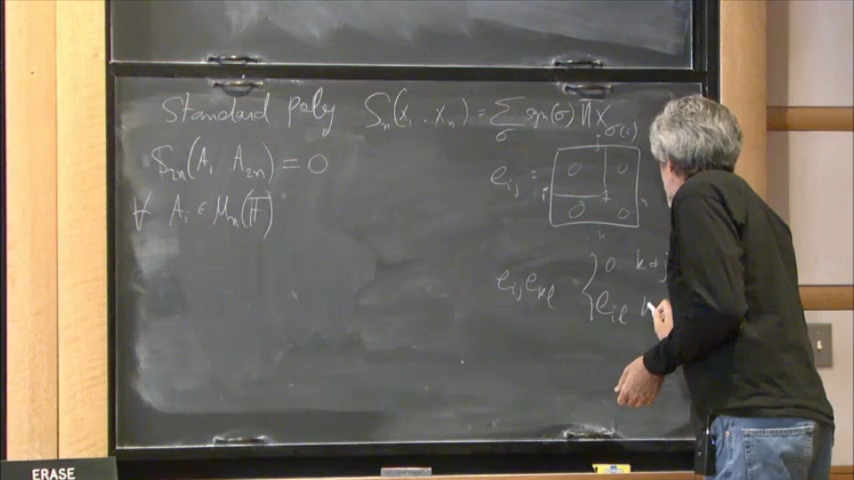 Standard poly S_n(x_1 .. x_n) = Σ_σ sgn(σ) Π x_σ(i)
S_2n(A_1 A_2n) = 0
∀ A_i ∈ M_n(F)
e_ij =
j
0 0
i 1 n
0 0
n
e_ij e_kl = { 0 k ≠ j
e_il k
ERASE